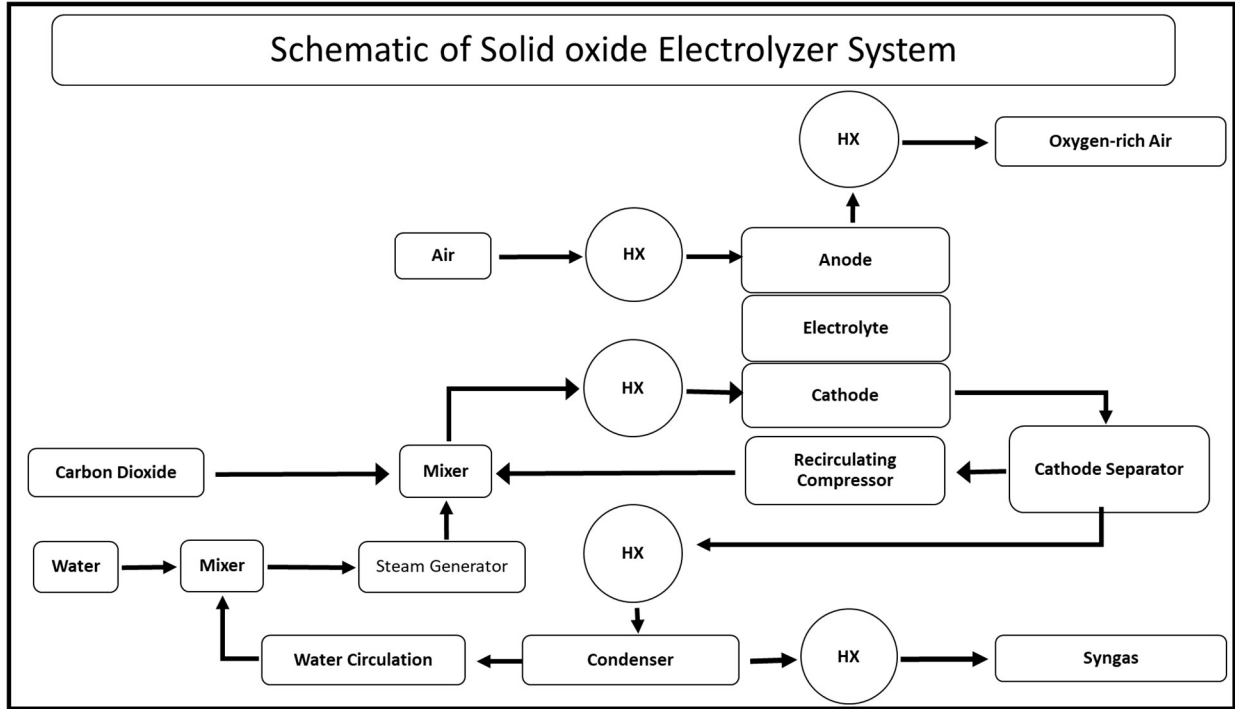 Schematic of Solid oxide Electrolyzer System
HX
Oxygen-rich Air
Air
HX
Anode
Electrolyte
HX
Cathode
Carbon Dioxide
Mixer
Recirculating
Compressor
Cathode Separator
Water
Mixer
Steam Generator
HX
Water Circulation
Condenser
HX
Syngas